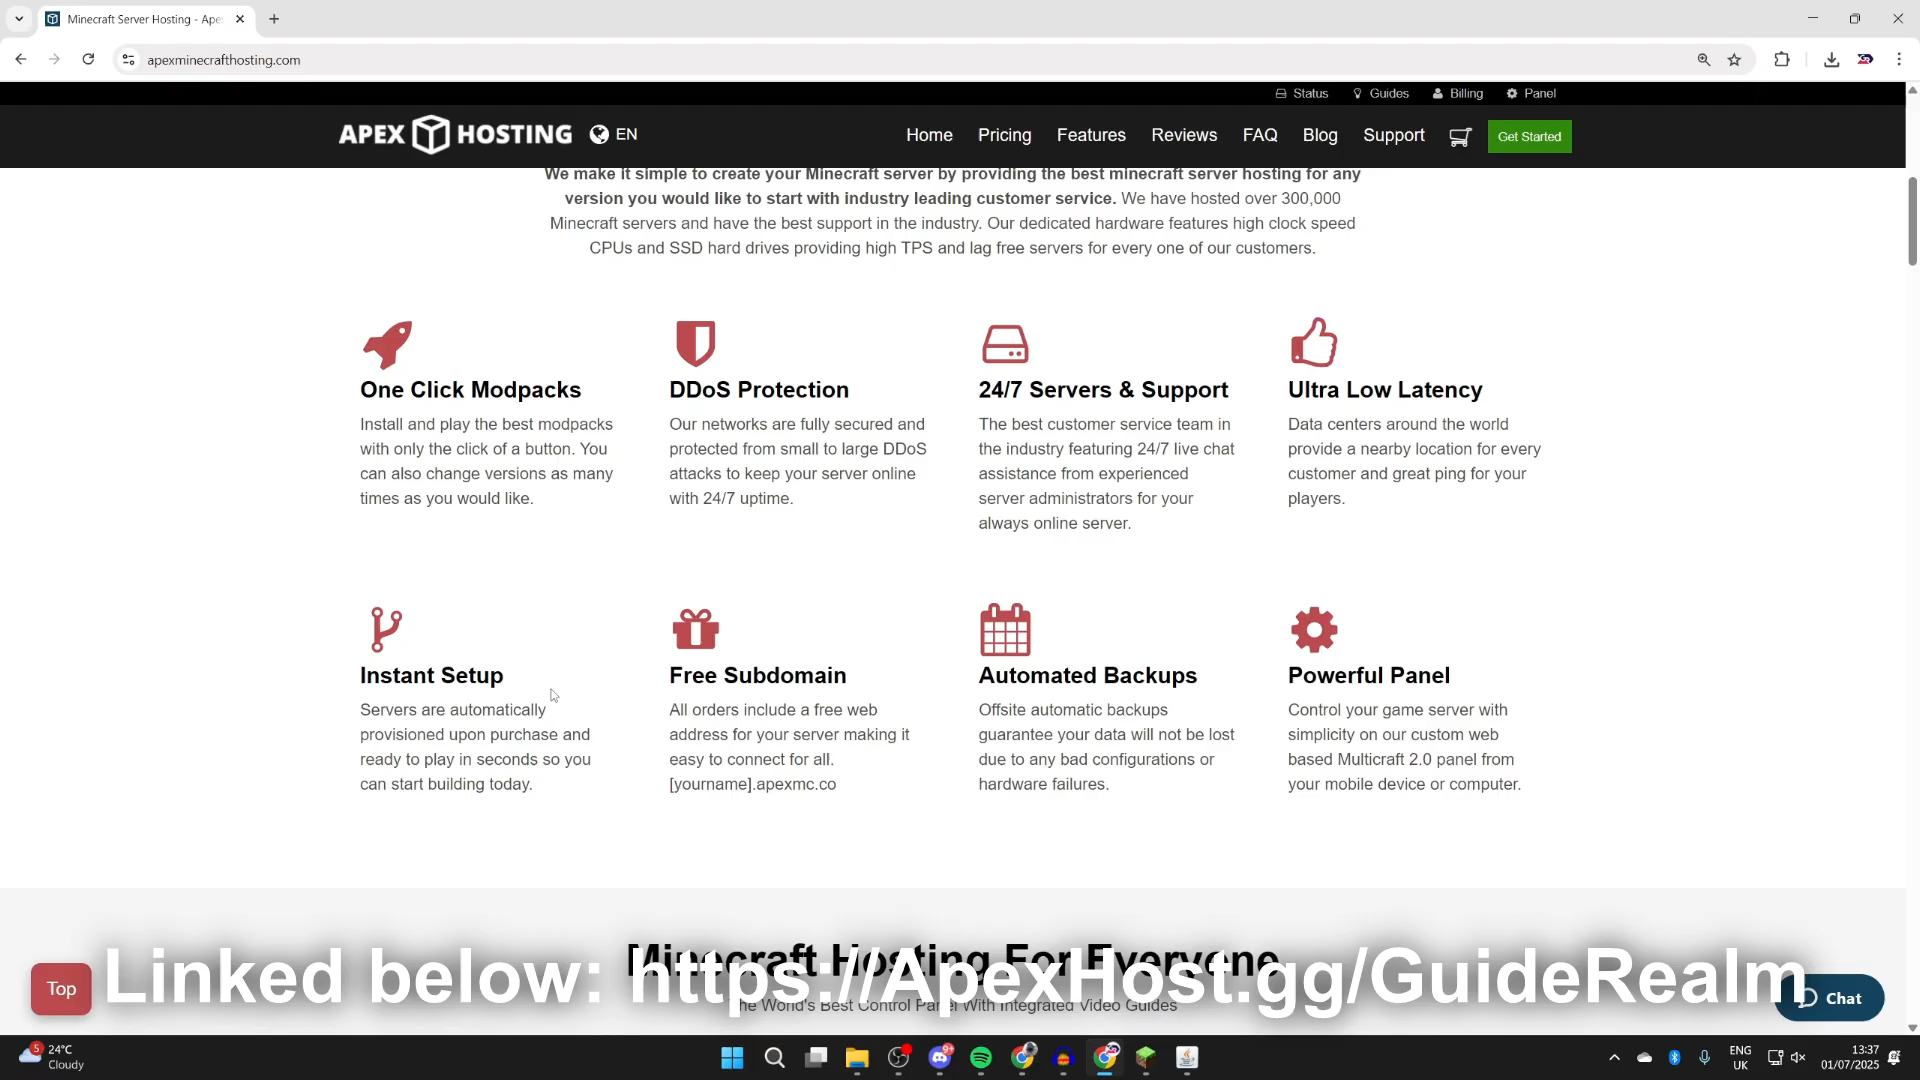 Minecraft Server Hosting - Ape
apexminecrafthosting.com
Status Guides Billing Panel
APEX HOSTING EN
Home Pricing Features Reviews FAQ Blog Support Get Started
We make it simple to create your Minecraft server by providing the best minecraft server hosting for any
version you would like to start with industry leading customer service. We have hosted over 300,000
Minecraft servers and have the best support in the industry. Our dedicated hardware features high clock speed
CPUs and SSD hard drives providing high TPS and lag free servers for every one of our customers.
One Click Modpacks
Install and play the best modpacks
with only the click of a button. You
can also change versions as many
times as you would like.
DDoS Protection
Our networks are fully secured and
protected from small to large DDoS
attacks to keep your server online
with 24/7 uptime.
24/7 Servers & Support
The best customer service team in
the industry featuring 24/7 live chat
assistance from experienced
server administrators for your
always online server.
Ultra Low Latency
Data centers around the world
provide a nearby location for every
customer and great ping for your
players.
Instant Setup
Servers are automatically
provisioned upon purchase and
ready to play in seconds so you
can start building today.
Free Subdomain
All orders include a free web
address for your server making it
easy to connect for all.
[yourname].apexmc.co
Automated Backups
Offsite automatic backups
guarantee your data will not be lost
due to any bad configurations or
hardware failures.
Powerful Panel
Control your game server with
simplicity on our custom web
based Multicraft 2.0 panel from
your mobile device or computer.
Minecraft Hosting For Everyone
Top
Linked below: https://ApexHost.gg/GuideRealm
Chat
The World's Best Control Panel With Integrated Video Guides
5
24°C
Cloudy
9+
ENG
UK
13:37
01/07/2025